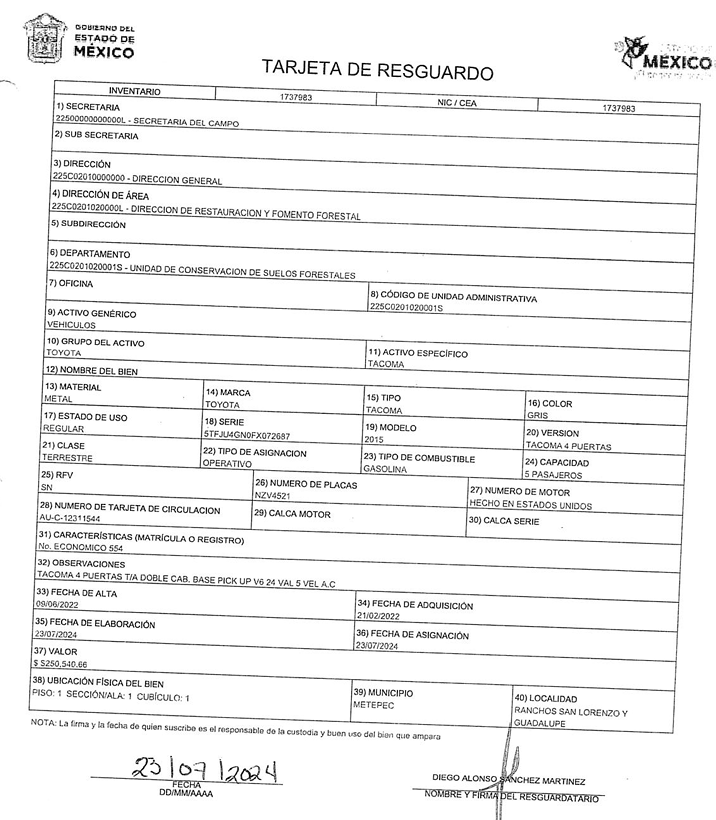 GOBIERNO DEL
ESTADO DE
MÉXICO
ESTADO DE
MÉXICO
TARJETA DE RESGUARDO
INVENTARIO 1737983 NIC / CEA 1737983
1) SECRETARIA
22500000000000L - SECRETARIA DEL CAMPO
2) SUB SECRETARIA
3) DIRECCIÓN
225C02010000000 - DIRECCION GENERAL
4) DIRECCIÓN DE ÁREA
225C0201020000L - DIRECCION DE RESTAURACION Y FOMENTO FORESTAL
5) SUBDIRECCIÓN
6) DEPARTAMENTO
225C0201020001S - UNIDAD DE CONSERVACION DE SUELOS FORESTALES
7) OFICINA 8) CÓDIGO DE UNIDAD ADMINISTRATIVA
225C0201020001S
9) ACTIVO GENÉRICO
VEHICULOS
10) GRUPO DEL ACTIVO 11) ACTIVO ESPECÍFICO
TOYOTA TACOMA
12) NOMBRE DEL BIEN
13) MATERIAL 14) MARCA 15) TIPO 16) COLOR
METAL TOYOTA TACOMA GRIS
17) ESTADO DE USO 18) SERIE 19) MODELO 20) VERSION
REGULAR 5TFJU4GN0FX072687 2015 TACOMA 4 PUERTAS
21) CLASE 22) TIPO DE ASIGNACION 23) TIPO DE COMBUSTIBLE 24) CAPACIDAD
TERRESTRE OPERATIVO GASOLINA 5 PASAJEROS
25) RFV 26) NUMERO DE PLACAS 27) NUMERO DE MOTOR
SN NZV4521 HECHO EN ESTADOS UNIDOS
28) NUMERO DE TARJETA DE CIRCULACION 29) CALCA MOTOR 30) CALCA SERIE
AU-C-12311544
31) CARACTERÍSTICAS (MATRÍCULA O REGISTRO)
No. ECONOMICO 554
32) OBSERVACIONES
TACOMA 4 PUERTAS T/A DOBLE CAB. BASE PICK UP V6 24 VAL 5 VEL A.C
33) FECHA DE ALTA 34) FECHA DE ADQUISICIÓN
09/06/2022 21/02/2022
35) FECHA DE ELABORACIÓN 36) FECHA DE ASIGNACIÓN
23/07/2024 23/07/2024
37) VALOR
$ $250,540.66
38) UBICACIÓN FÍSICA DEL BIEN 39) MUNICIPIO 40) LOCALIDAD
PISO: 1 SECCIÓN/ALA: 1 CUBÍCULO: 1 METEPEC RANCHOS SAN LORENZO Y
GUADALUPE
NOTA: La firma y la fecha de quien suscribe es el responsable de la custodia y buen uso del bien que ampara
23/07/2024
FECHA
DD/MM/AAAA
DIEGO ALONSO SANCHEZ MARTINEZ
NOMBRE Y FIRMA DEL RESGUARDATARIO